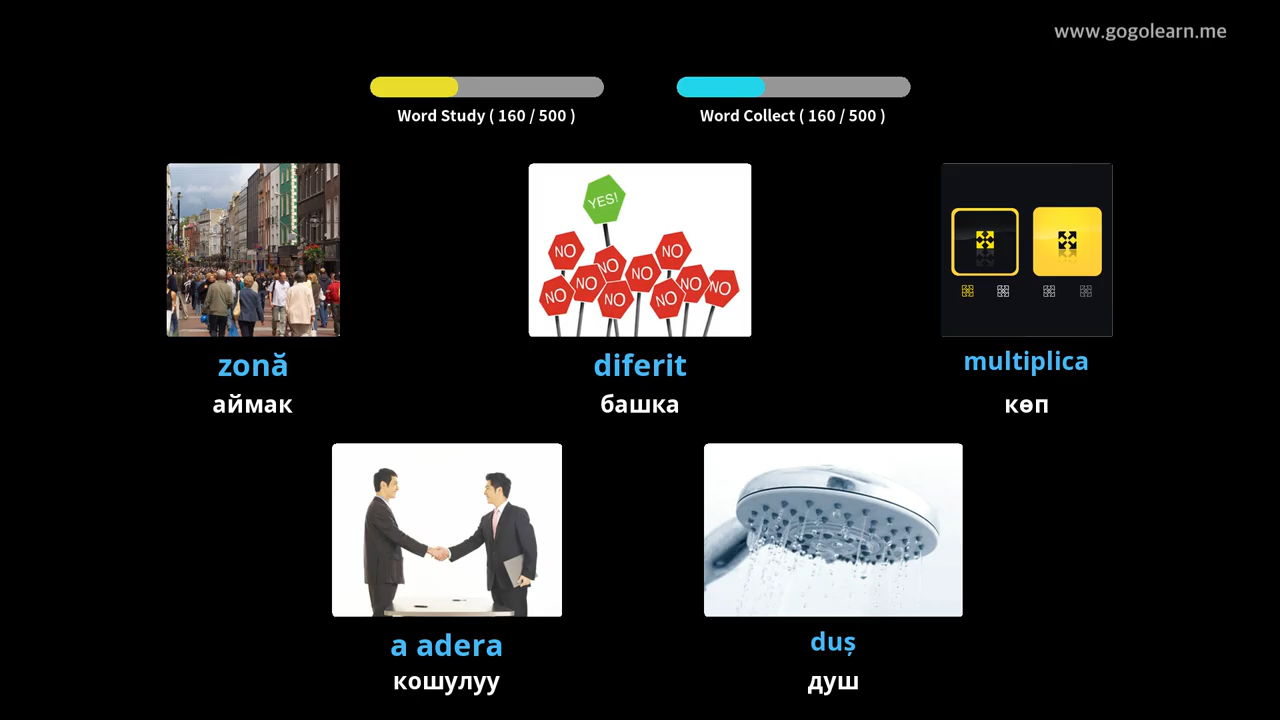 www.gogolearn.me
Word Study ( 160 / 500 )
Word Collect ( 160 / 500 )
YES!
NO
NO
NO
NO
NO
NO
NO
NO
NO
NO
zonă
diferit
multiplica
аймак
башка
көп
a adera
duș
кошулуу
душ